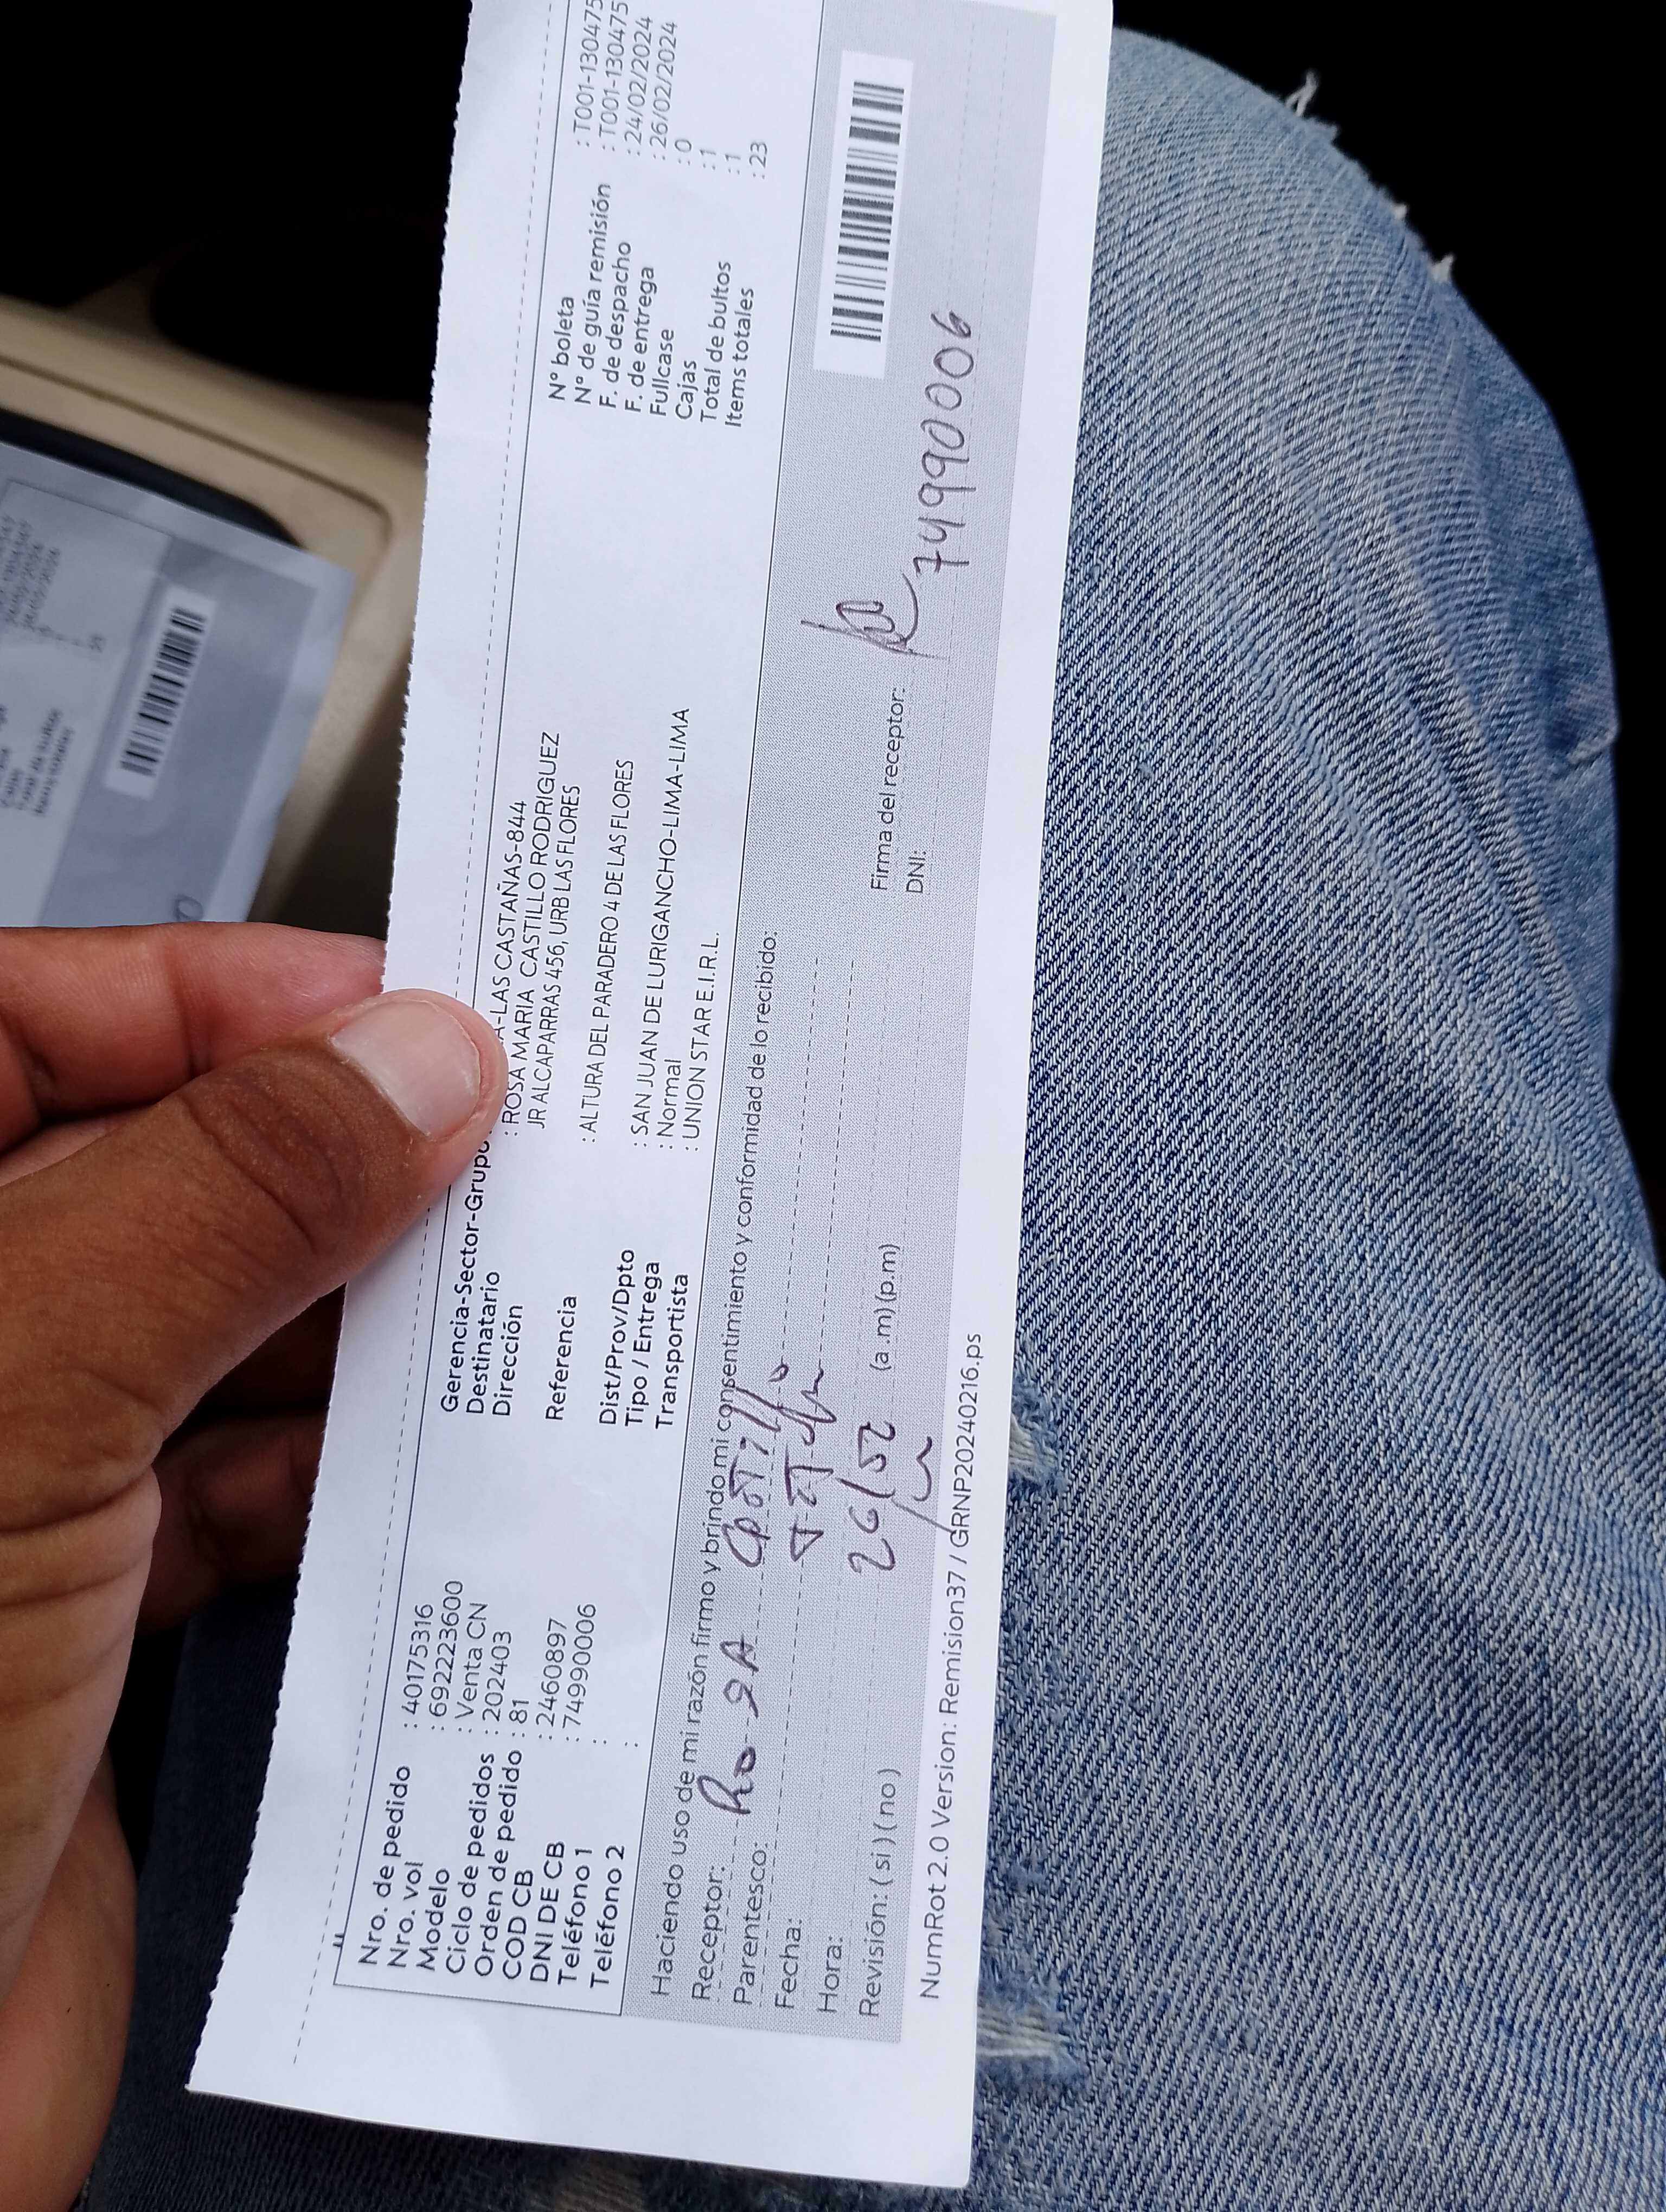 Nro. de pedido : 40175316
Nro. vol : 692223600
Modelo : Venta CN
Ciclo de pedidos : 202403
Orden de pedido : 81
COD CB : 2460897
DNI DE CB : 74990006
Teléfono 1 :
Teléfono 2 :
Gerencia-Sector-Grupo -LAS CASTAÑAS-844
Destinatario : ROSA MARIA CASTILLO RODRIGUEZ
Dirección JR ALCAPARRAS 456, URB LAS FLORES
Referencia : ALTURA DEL PARADERO 4 DE LAS FLORES
Dist/Prov/Dpto : SAN JUAN DE LURIGANCHO-LIMA-LIMA
Tipo / Entrega : Normal
Transportista : UNION STAR E.I.R.L.
N° boleta : T001-130475
N° de guía remisión : T001-130475
F. de despacho : 24/02/2024
F. de entrega : 26/02/2024
Fullcase : 0
Cajas : 1
Total de bultos : 1
Items totales : 23
Haciendo uso de mi razón firmo y brindo mi consentimiento y conformidad de lo recibido:
Receptor: Rosa Castillo
Parentesco:
Fecha:
Hora: (a .m) (p.m)
Revisión: ( si ) ( no )
Firma del receptor:
DNI: 74990006
NumRot 2.0 Version: Remision37 / GRNP20240216.ps